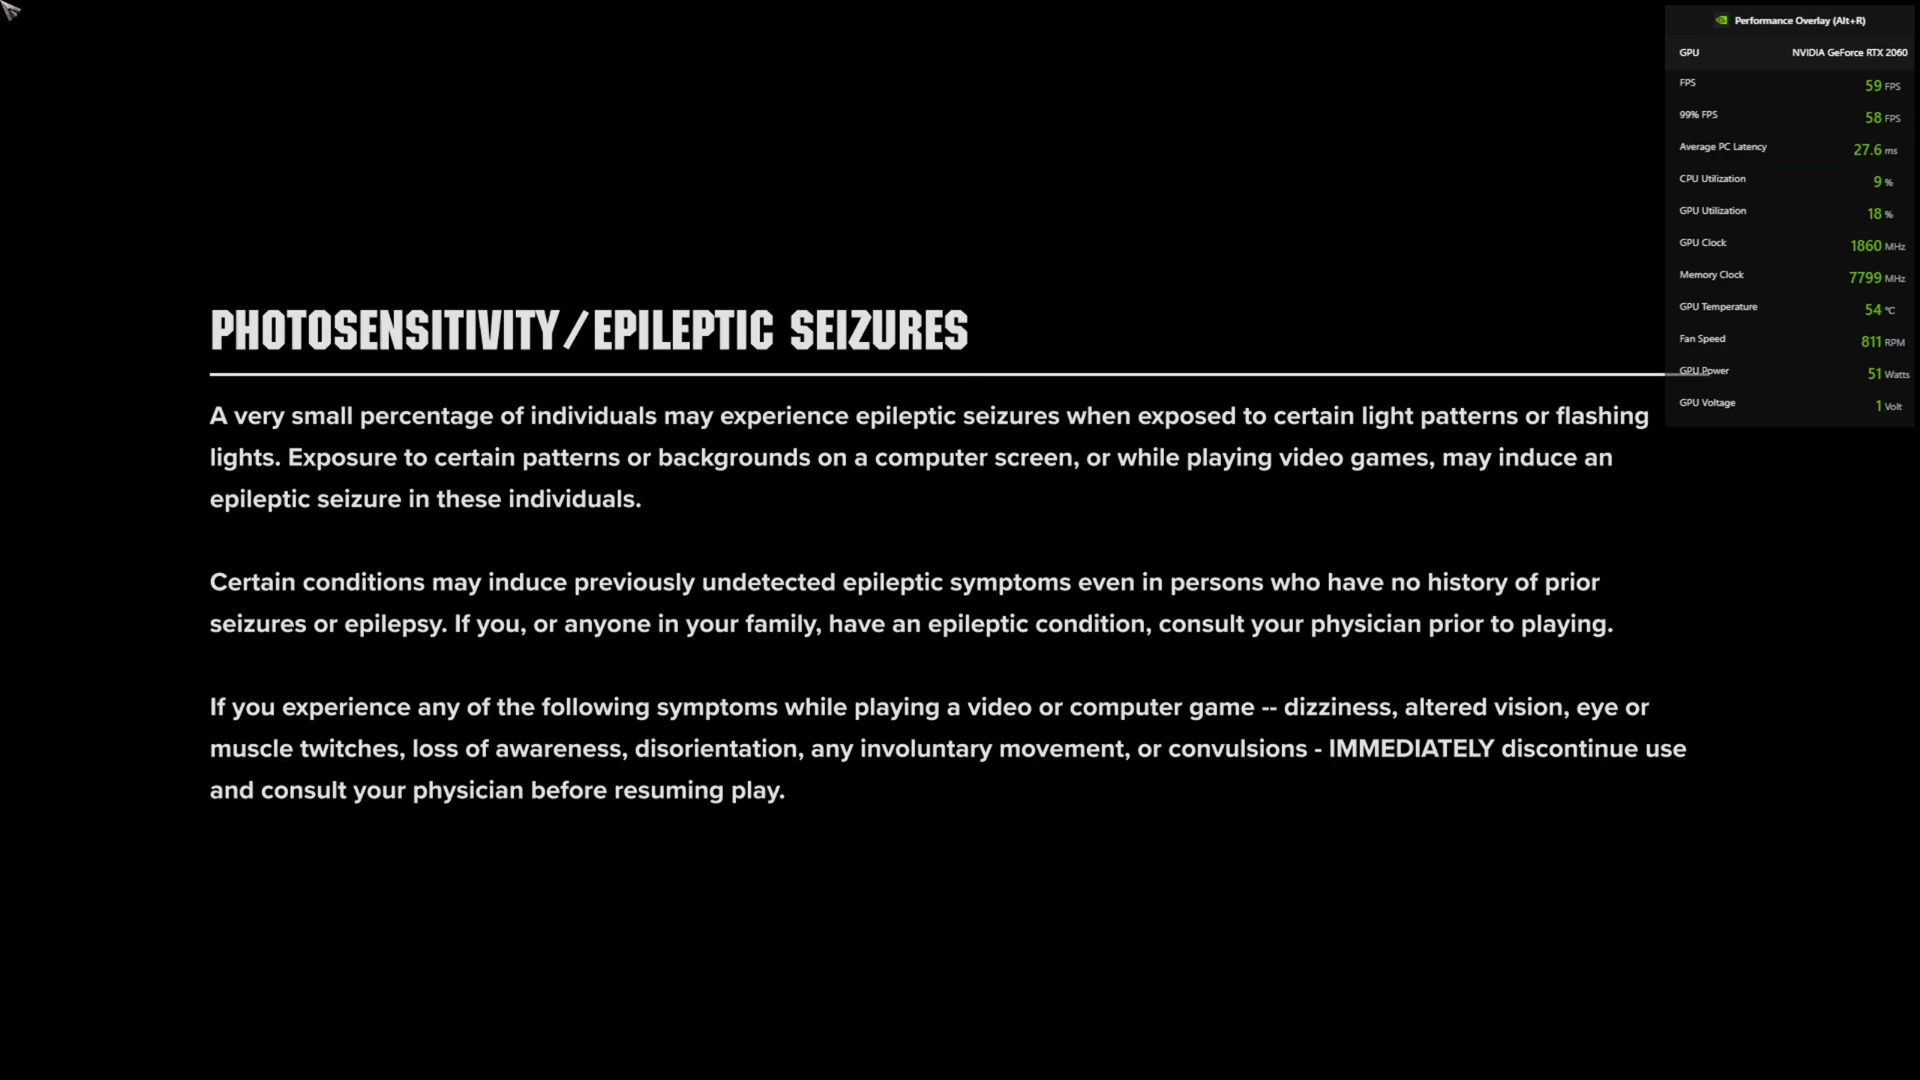 Performance Overlay (Alt+R)
GPU NVIDIA GeForce RTX 2060
FPS 59 FPS
99% FPS 58 FPS
Average PC Latency 27.6 ms
CPU Utilization 9 %
GPU Utilization 18 %
GPU Clock 1860 MHz
Memory Clock 7799 MHz
GPU Temperature 54 °C
Fan Speed 811 RPM
GPU Power 51 Watts
GPU Voltage 1 Volt
PHOTOSENSITIVITY/EPILEPTIC SEIZURES
A very small percentage of individuals may experience epileptic seizures when exposed to certain light patterns or flashing
lights. Exposure to certain patterns or backgrounds on a computer screen, or while playing video games, may induce an
epileptic seizure in these individuals.
Certain conditions may induce previously undetected epileptic symptoms even in persons who have no history of prior
seizures or epilepsy. If you, or anyone in your family, have an epileptic condition, consult your physician prior to playing.
If you experience any of the following symptoms while playing a video or computer game -- dizziness, altered vision, eye or
muscle twitches, loss of awareness, disorientation, any involuntary movement, or convulsions - IMMEDIATELY discontinue use
and consult your physician before resuming play.